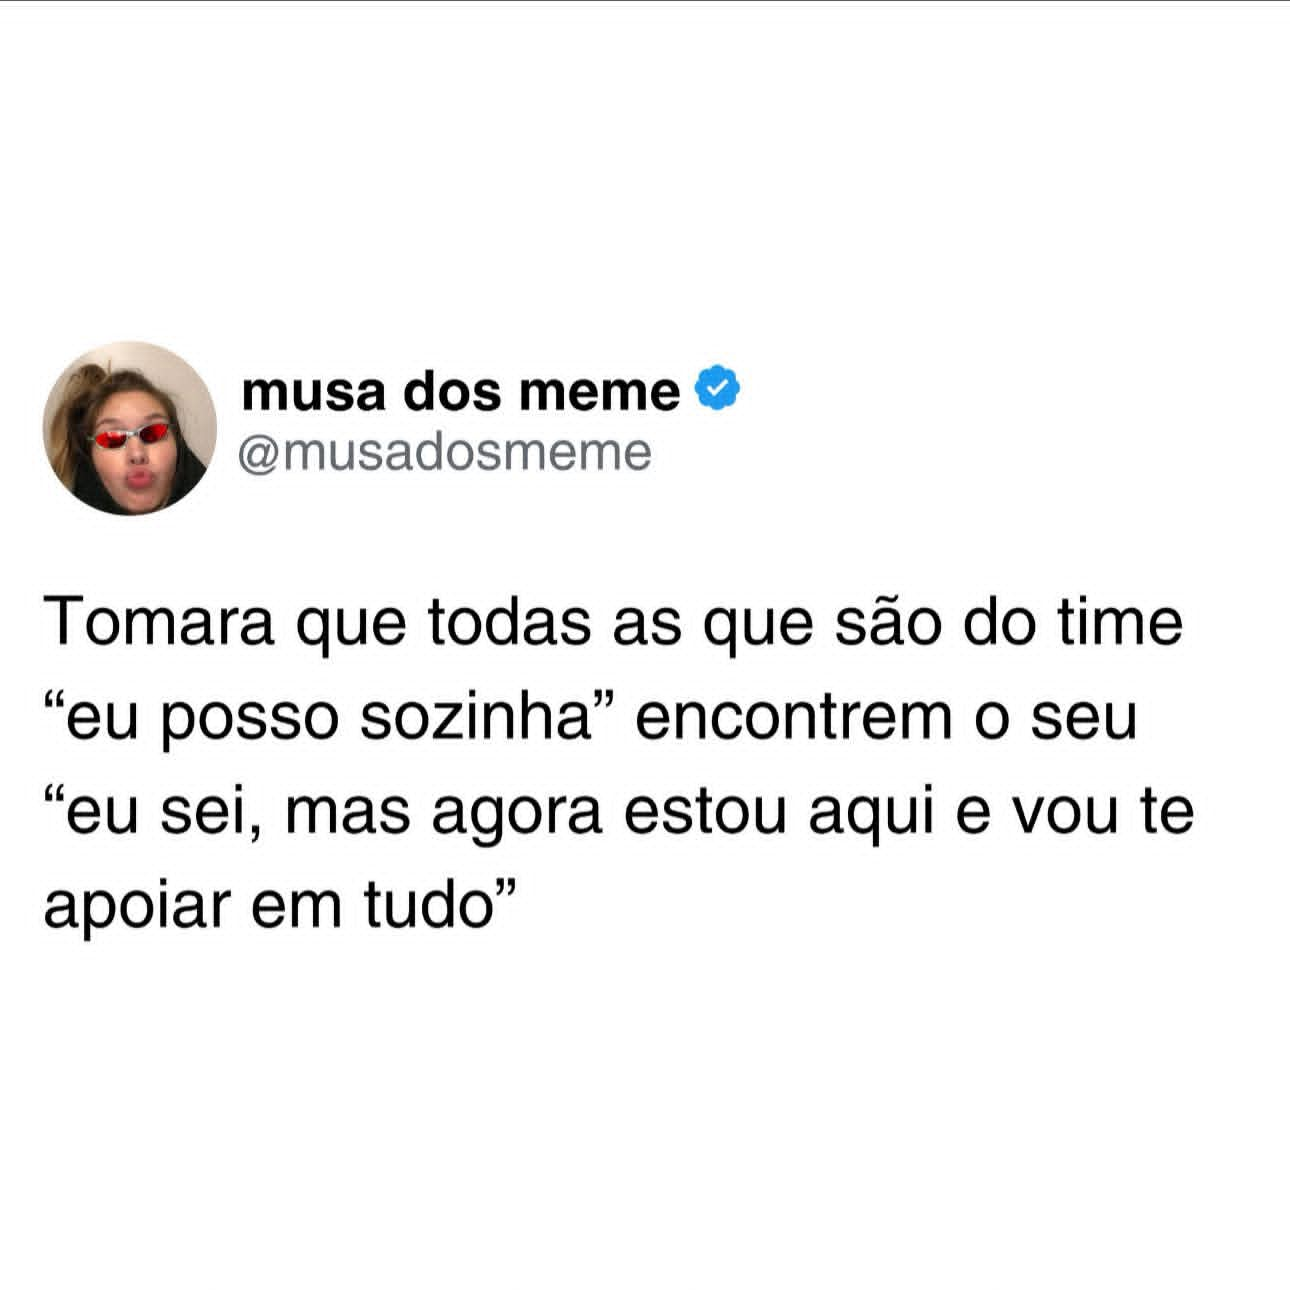 musa dos meme
@musadosmeme
Tomara que todas as que são do time
“eu posso sozinha” encontrem o seu
“eu sei, mas agora estou aqui e vou te
apoiar em tudo”